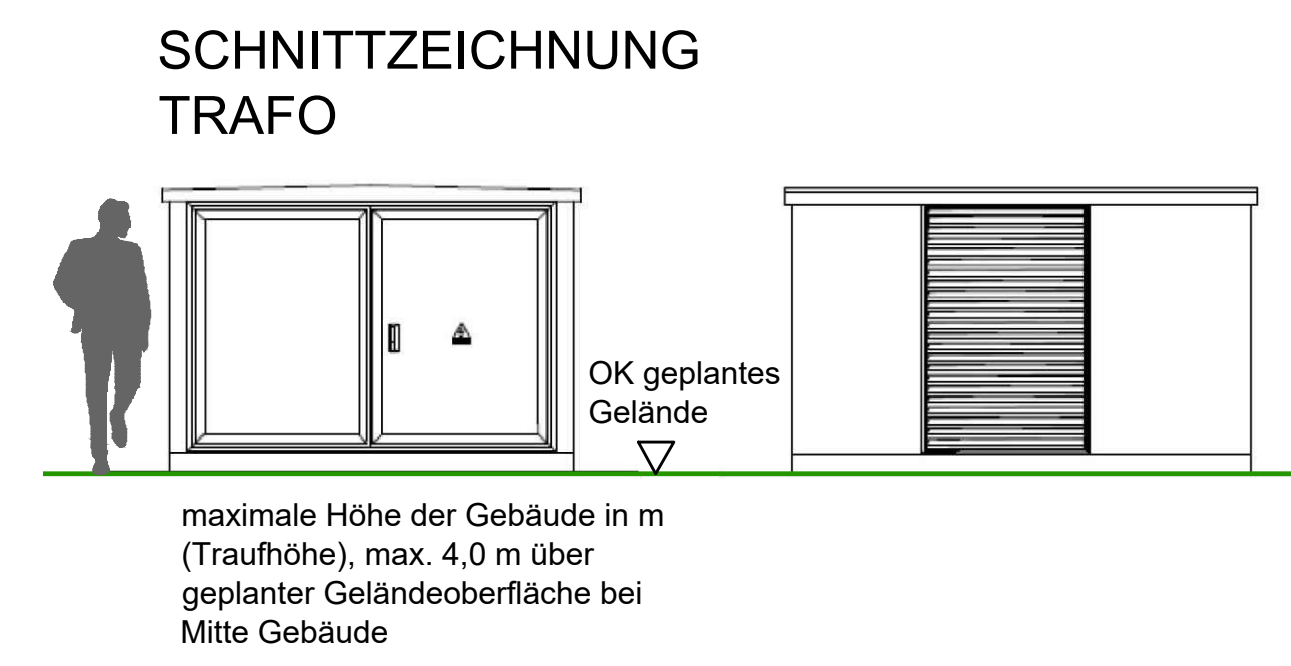 SCHNITTZEICHNUNG
TRAFO
OK geplantes
Gelände
maximale Höhe der Gebäude in m
(Traufhöhe), max. 4,0 m über
geplanter Geländeoberfläche bei
Mitte Gebäude